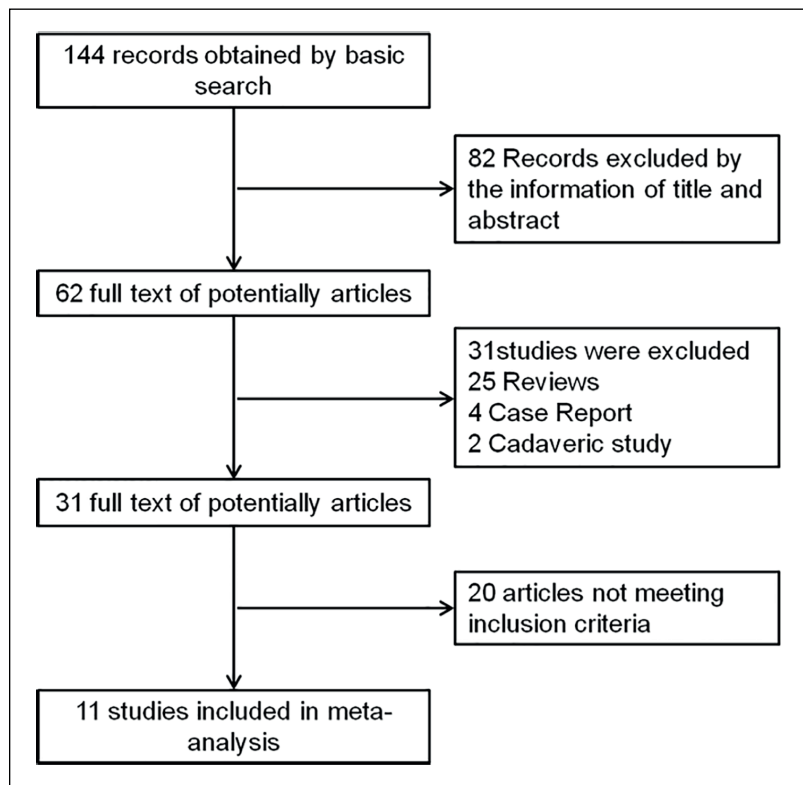 144 records obtained by basic
search
82 Records excluded by
the information of title and
abstract
62 full text of potentially articles
31studies were excluded
25 Reviews
4 Case Report
2 Cadaveric study
31 full text of potentially articles
20 articles not meeting
inclusion criteria
11 studies included in meta-
analysis